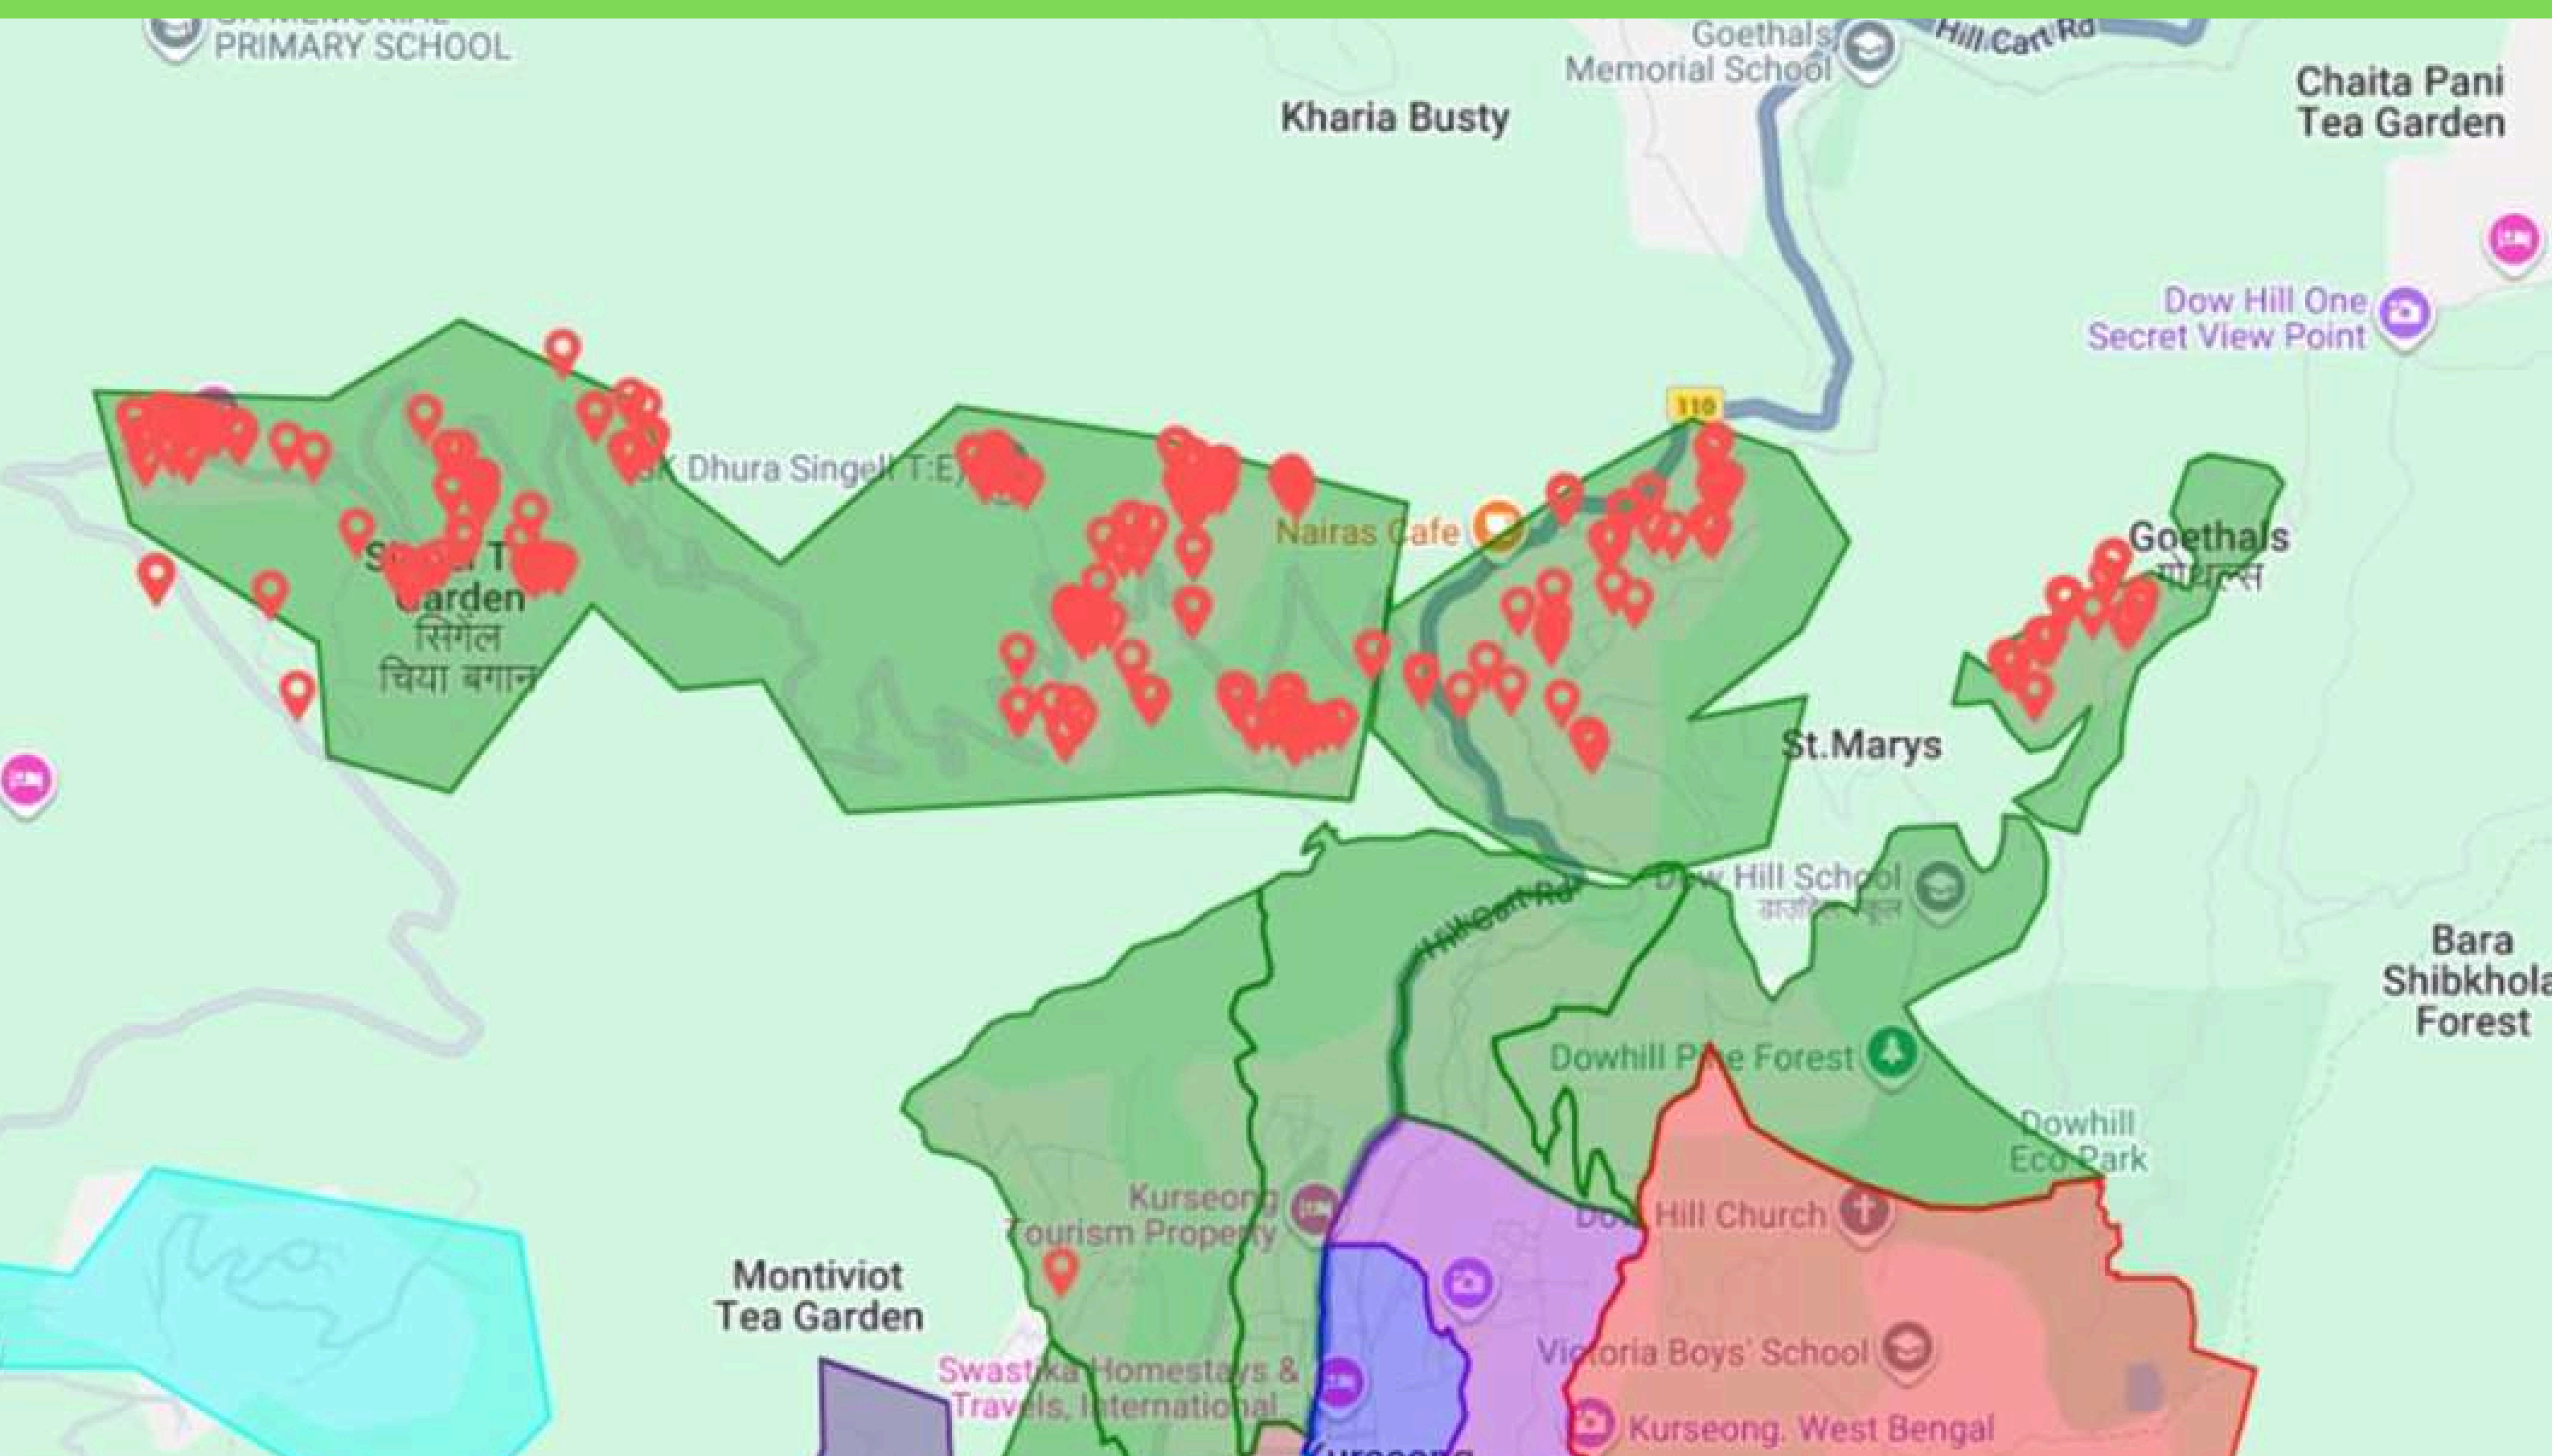 PRIMARY SCHOOL
Goethals
Memorial School
Hill Cart Rd
Chaita Pani
Tea Garden
Kharia Busty
Dow Hill One
Secret View Point
110
Dhura Singell T.E)
Nairas Cafe
Goethals
गोथल्स
Garden
सिंगेल
चिया बगान
St.Marys
Dow Hill School
Hill Cart Rd
Bara
Shibkhola
Forest
Dowhill Pine Forest
Dowhill
Eco Park
Kurseong
Tourism Property
Dow Hill Church
Montiviot
Tea Garden
Victoria Boys' School
Swastika Homestays &
Travels, International
Kurseong. West Bengal
Kurseong